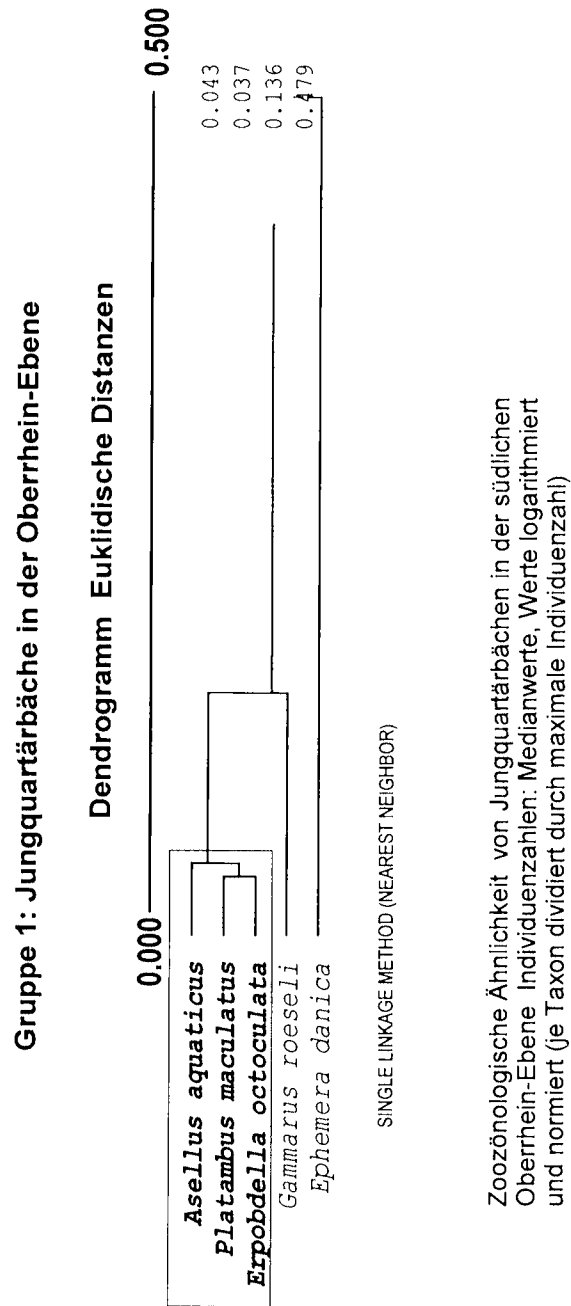 Gruppe 1: Jungquartärbäche in der Oberrhein-Ebene
Dendrogramm Euklidische Distanzen
0.000 0.500
Asellus aquaticus 0.043
Platambus maculatus 0.037
Erpobdella octoculata 0.136
Gammarus roeseli 0.479
Ephemera danica
SINGLE LINKAGE METHOD (NEAREST NEIGHBOR)
Zoozönologische Ähnlichkeit von Jungquartärbächen in der südlichen
Oberrhein-Ebene Individuenzahlen: Medianwerte, Werte logarithmiert
und normiert (je Taxon dividiert durch maximale Individuenzahl)